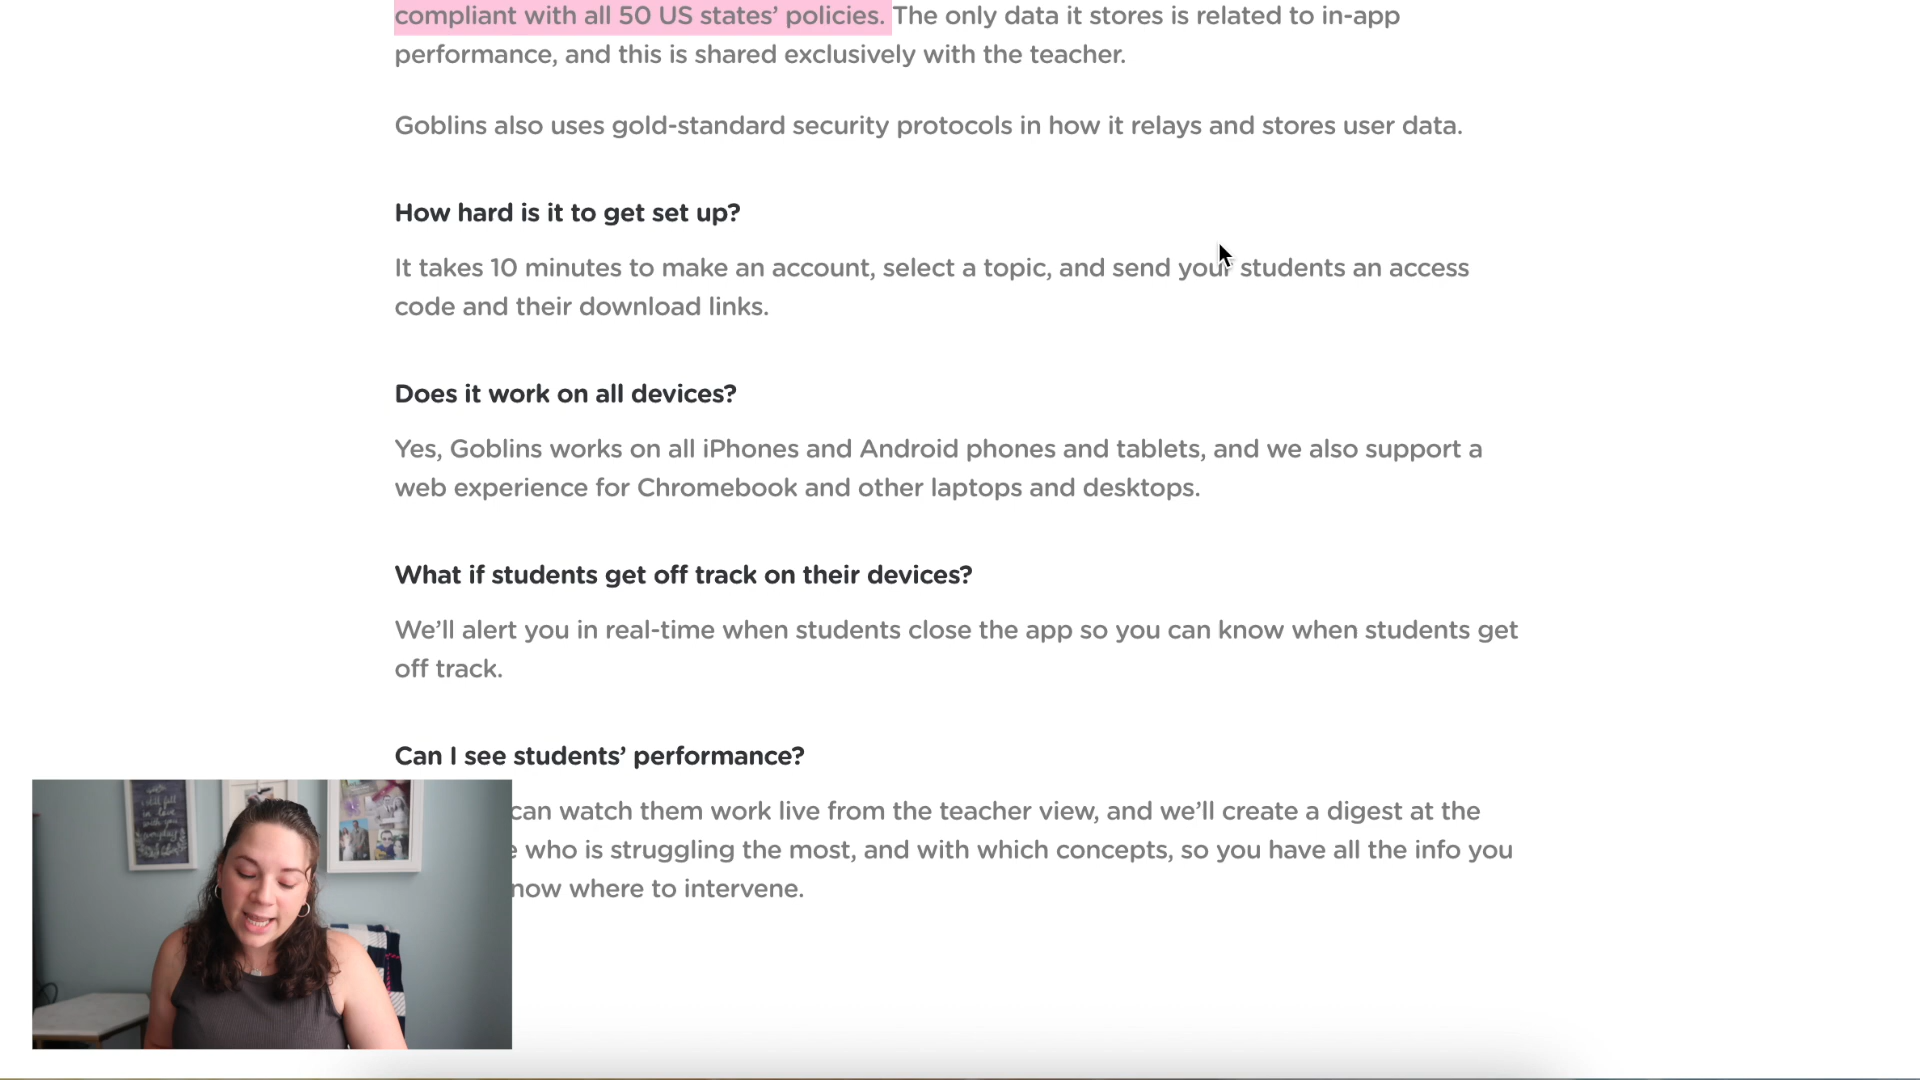 compliant with all 50 US states’ policies. The only data it stores is related to in-app
performance, and this is shared exclusively with the teacher.
Goblins also uses gold-standard security protocols in how it relays and stores user data.
How hard is it to get set up?
It takes 10 minutes to make an account, select a topic, and send your students an access
code and their download links.
Does it work on all devices?
Yes, Goblins works on all iPhones and Android phones and tablets, and we also support a
web experience for Chromebook and other laptops and desktops.
What if students get off track on their devices?
We’ll alert you in real-time when students close the app so you can know when students get
off track.
Can I see students’ performance?
can watch them work live from the teacher view, and we’ll create a digest at the
who is struggling the most, and with which concepts, so you have all the info you
now where to intervene.